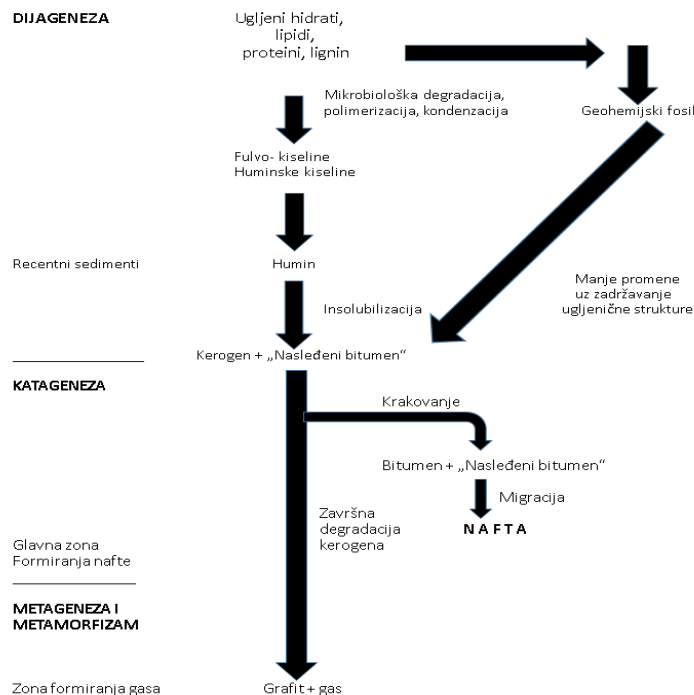 DIJAGENEZA
Ugljeni hidrati,
lipidi,
proteini, lignin
Mikrobiološka degradacija,
polimerizacija, kondenzacija
Geohemijski fosil
Fulvo- kiseline
Huminske kiseline
Recentni sedimenti
Humin
Manje promene
uz zadržavanje
ugljenične strukture
Insolubilizacija
Kerogen + „Nasleđeni bitumen“
KATAGENEZA
Krakovanje
Bitumen + „Nasleđeni bitumen“
Migracija
NAFTA
Završna
degradacija
kerogena
Glavna zona
Formiranja nafte
METAGENEZA I
METAMORFIZAM
Zona formiranja gasa
Grafit + gas